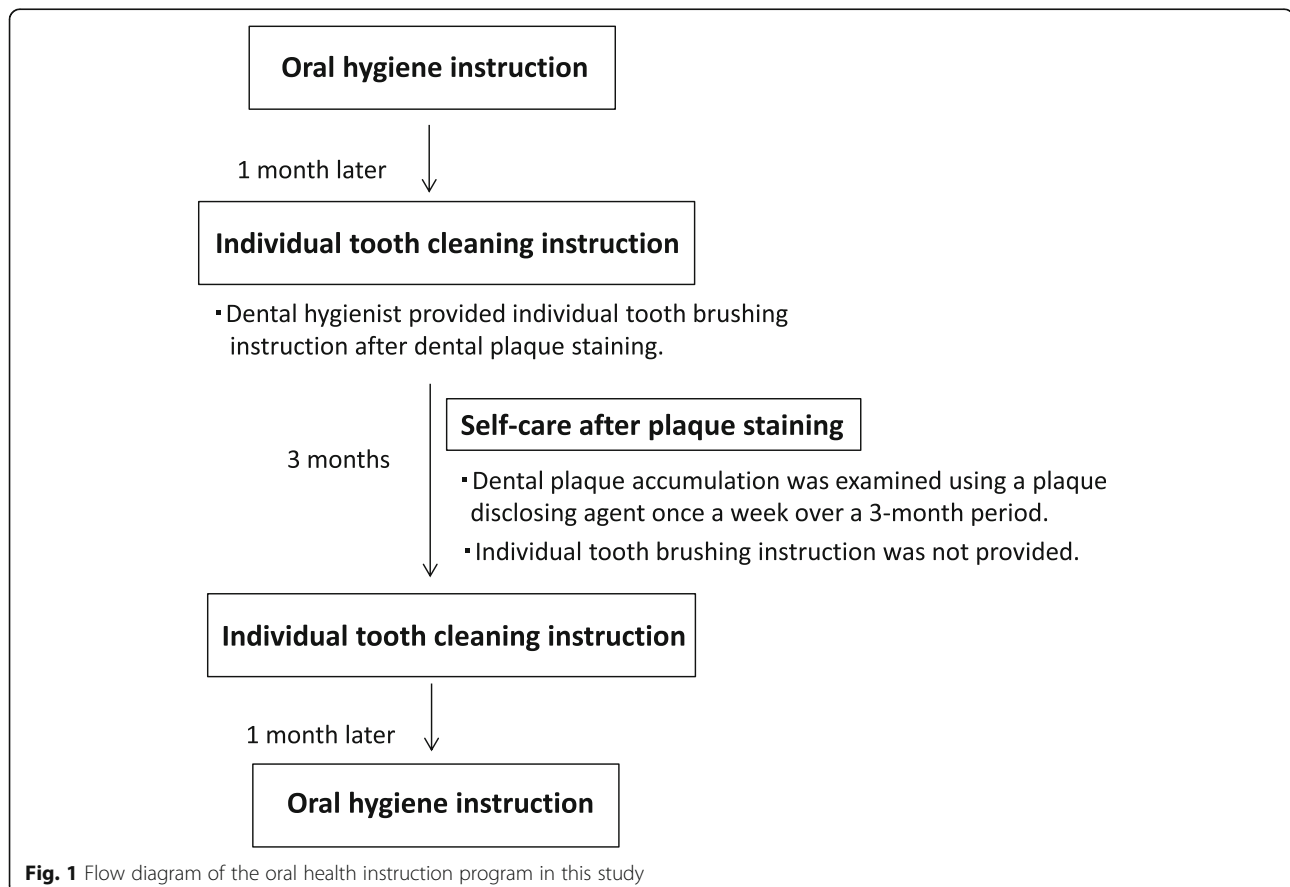 Oral hygiene instruction
1 month later
Individual tooth cleaning instruction
▪Dental hygienist provided individual tooth brushing
instruction after dental plaque staining.
Self-care after plaque staining
3 months
▪Dental plaque accumulation was examined using a plaque
disclosing agent once a week over a 3-month period.
▪Individual tooth brushing instruction was not provided.
Individual tooth cleaning instruction
1 month later
Oral hygiene instruction
Fig. 1 Flow diagram of the oral health instruction program in this study